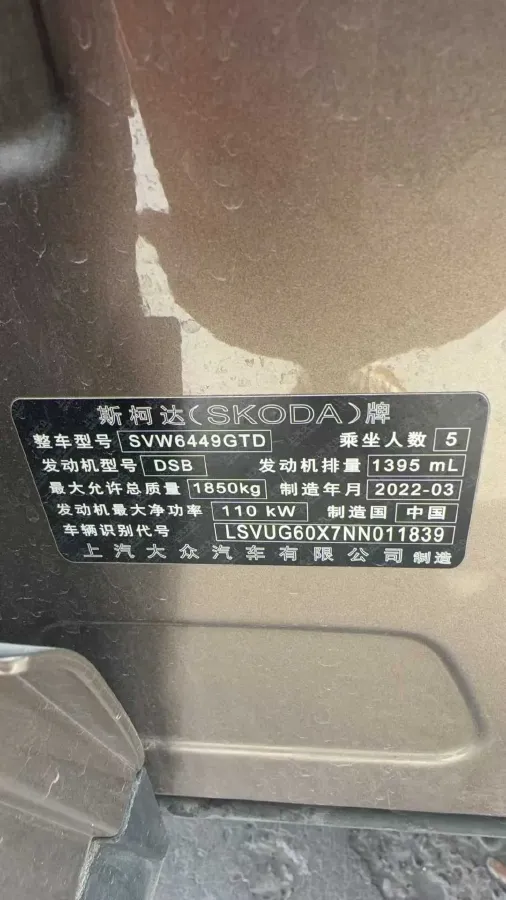 斯柯达(SKODA)牌
整车型号 SVW6449GTD 乘坐人数 5
发动机型号 DSB 发动机排量 1395 mL
最大允许总质量 1850kg 制造年月 2022-03
发动机最大净功率 110 kW 制造国 中国
车辆识别代号 LSVUG60X7NN011839
上汽大众汽车有限公司 制造